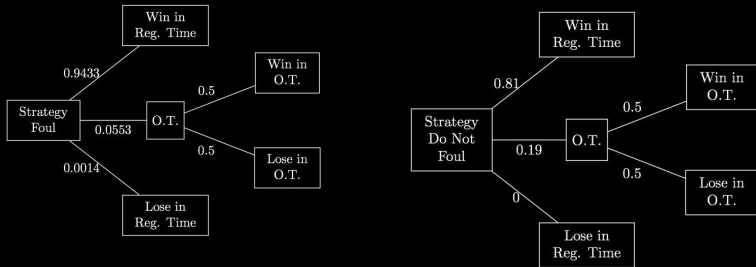 Win in
Reg. Time
0.9433
Strategy
Foul
0.0553
O.T.
0.5
Win in
O.T.
0.5
Lose in
O.T.
0.0014
Lose in
Reg. Time
Win in
Reg. Time
0.81
Strategy
Do Not
Foul
0.19
O.T.
0.5
Win in
O.T.
0.5
Lose in
O.T.
0
Lose in
Reg. Time